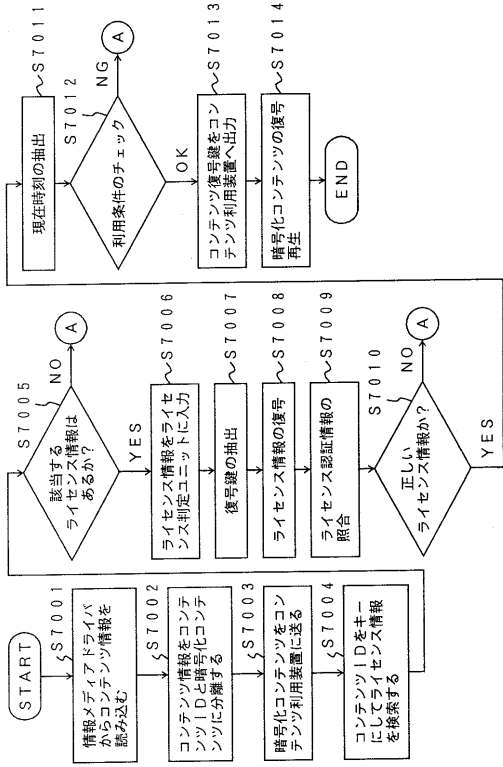 START
S7001
情報メディアドライバ
からコンテンツ情報を
読み込む
S7002
コンテンツ情報をコンテ
ンツIDと暗号化コンテ
ンツに分離する
S7003
暗号化コンテンツをコン
テンツ利用装置に送る
S7004
コンテンツIDをキー
にしてライセンス情報
を検索する
S7005
該当する
ライセンス情報は
あるか?
NO
A
YES
S7006
ライセンス情報をライセ
ンス判定ユニットに入力
S7007
復号鍵の抽出
S7008
ライセンス情報の復号
S7009
ライセンス認証情報の
照合
S7010
正しい
ライセンス情報か?
NO
A
YES
S7011
現在時刻の抽出
S7012
利用条件のチェック
NG
A
OK
S7013
コンテンツ復号鍵をコン
テンツ利用装置へ出力
S7014
暗号化コンテンツの復号
再生
END